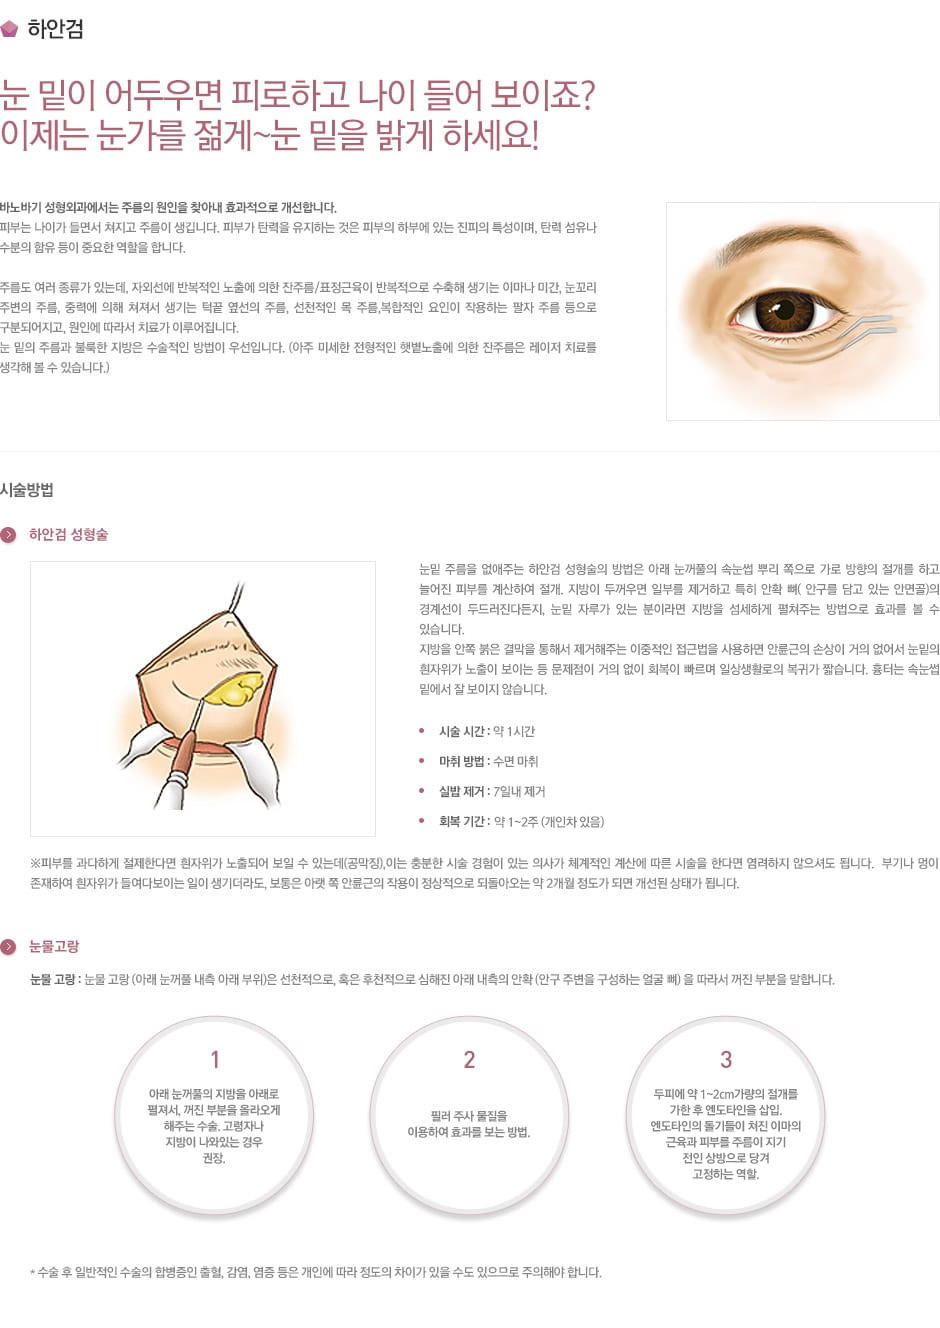 하안검
눈 밑이 어두우면 피로하고 나이 들어 보이죠?
이제는 눈가를 젊게~눈 밑을 밝게 하세요!
바노바기 성형외과에서는 주름의 원인을 찾아내 효과적으로 개선합니다.
피부는 나이가 들면서 쳐지고 주름이 생깁니다. 피부가 탄력을 유지하는 것은 피부의 하부에 있는 진피의 특성이며, 탄력 섬유나
수분의 함유 등이 중요한 역할을 합니다.
주름도 여러 종류가 있는데, 자외선에 반복적인 노출에 의한 잔주름/표정근육이 반복적으로 수축해 생기는 이마나 미간, 눈꼬리
주변의 주름, 중력에 의해 쳐져서 생기는 턱끝 옆선의 주름, 선천적인 목 주름,복합적인 요인이 작용하는 팔자 주름 등으로
구분되어지고, 원인에 따라서 치료가 이루어집니다.
눈 밑의 주름과 불룩한 지방은 수술적인 방법이 우선입니다. (아주 미세한 전형적인 햇볕노출에 의한 잔주름은 레이저 치료를
생각해 볼 수 있습니다.)
시술방법
하안검 성형술
눈밑 주름을 없애주는 하안검 성형술의 방법은 아래 눈꺼풀의 속눈썹 뿌리 쪽으로 가로 방향의 절개를 하고
늘어진 피부를 계산하여 절개. 지방이 두꺼우면 일부를 제거하고 특히 안확 뼈( 안구를 담고 있는 안면골)의
경계선이 두드러진다든지, 눈밑 자루가 있는 분이라면 지방을 섬세하게 펼쳐주는 방법으로 효과를 볼 수
있습니다.
지방을 안쪽 붉은 결막을 통해서 제거해주는 이중적인 접근법을 사용하면 안륜근의 손상이 거의 없어서 눈밑의
흰자위가 노출이 보이는 등 문제점이 거의 없이 회복이 빠르며 일상생활로의 복귀가 짧습니다. 흉터는 속눈썹
밑에서 잘 보이지 않습니다.
시술 시간 : 약 1시간
마취 방법 : 수면 마취
실밥 제거 : 7일내 제거
회복 기간 : 약 1~2주 (개인차 있음)
※피부를 과다하게 절제한다면 흰자위가 노출되어 보일 수 있는데(공막징),이는 충분한 시술 경험이 있는 의사가 체계적인 계산에 따른 시술을 한다면 염려하지 않으셔도 됩니다. 부기나 멍이
존재하여 흰자위가 들여다보이는 일이 생기더라도, 보통은 아랫 쪽 안륜근의 작용이 정상적으로 되돌아오는 약 2개월 정도가 되면 개선된 상태가 됩니다.
눈물고랑
눈물 고랑 : 눈물 고랑 (아래 눈꺼풀 내측 아래 부위)은 선천적으로, 혹은 후천적으로 심해진 아래 내측의 안확 (안구 주변을 구성하는 얼굴 뼈) 을 따라서 꺼진 부분을 말합니다.
1
아래 눈꺼풀의 지방을 아래로
펼져서, 꺼진 부분을 올라오게
해주는 수술. 고령자나
지방이 나와있는 경우
권장.
2
필러 주사 물질을
이용하여 효과를 보는 방법.
3
두피에 약 1~2cm가량의 절개를
가한 후 엔도타인을 삽입.
엔도타인의 돌기들이 쳐진 이마의
근육과 피부를 주름이 지기
전인 상방으로 당겨
고정하는 역할.
* 수술 후 일반적인 수술의 합병증인 출혈, 감염, 염증 등은 개인에 따라 정도의 차이가 있을 수도 있으므로 주의해야 합니다.